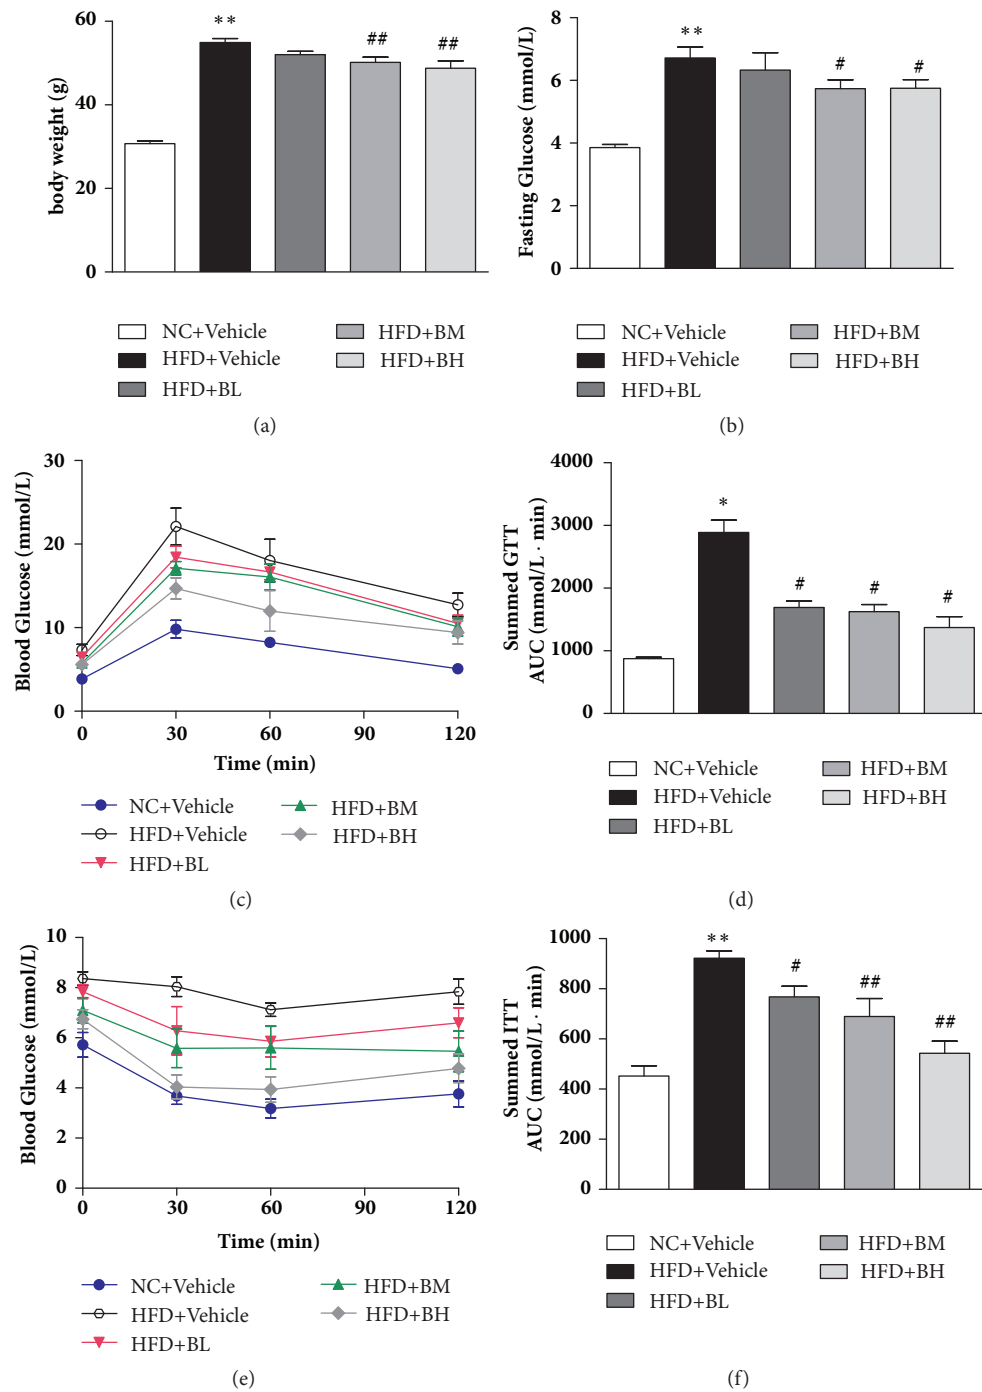 60
40
20
0
body weight (g)
**
##
##
NC+Vehicle
HFD+Vehicle
HFD+BL
HFD+BM
HFD+BH
(a)
8
6
4
2
0
Fasting Glucose (mmol/L)
**
#
#
NC+Vehicle
HFD+Vehicle
HFD+BL
HFD+BM
HFD+BH
(b)
30
20
10
0
Blood Glucose (mmol/L)
0 30 60 90 120
Time (min)
NC+Vehicle
HFD+Vehicle
HFD+BL
HFD+BM
HFD+BH
(c)
4000
3000
2000
1000
0
Summed GTT
AUC (mmol/L · min)
*
#
#
#
NC+Vehicle
HFD+Vehicle
HFD+BL
HFD+BM
HFD+BH
(d)
10
8
6
4
2
0
Blood Glucose (mmol/L)
0 30 60 90 120
Time (min)
NC+Vehicle
HFD+Vehicle
HFD+BL
HFD+BM
HFD+BH
(e)
1000
800
600
400
200
0
Summed ITT
AUC (mmol/L · min)
**
#
##
##
NC+Vehicle
HFD+Vehicle
HFD+BL
HFD+BM
HFD+BH
(f)